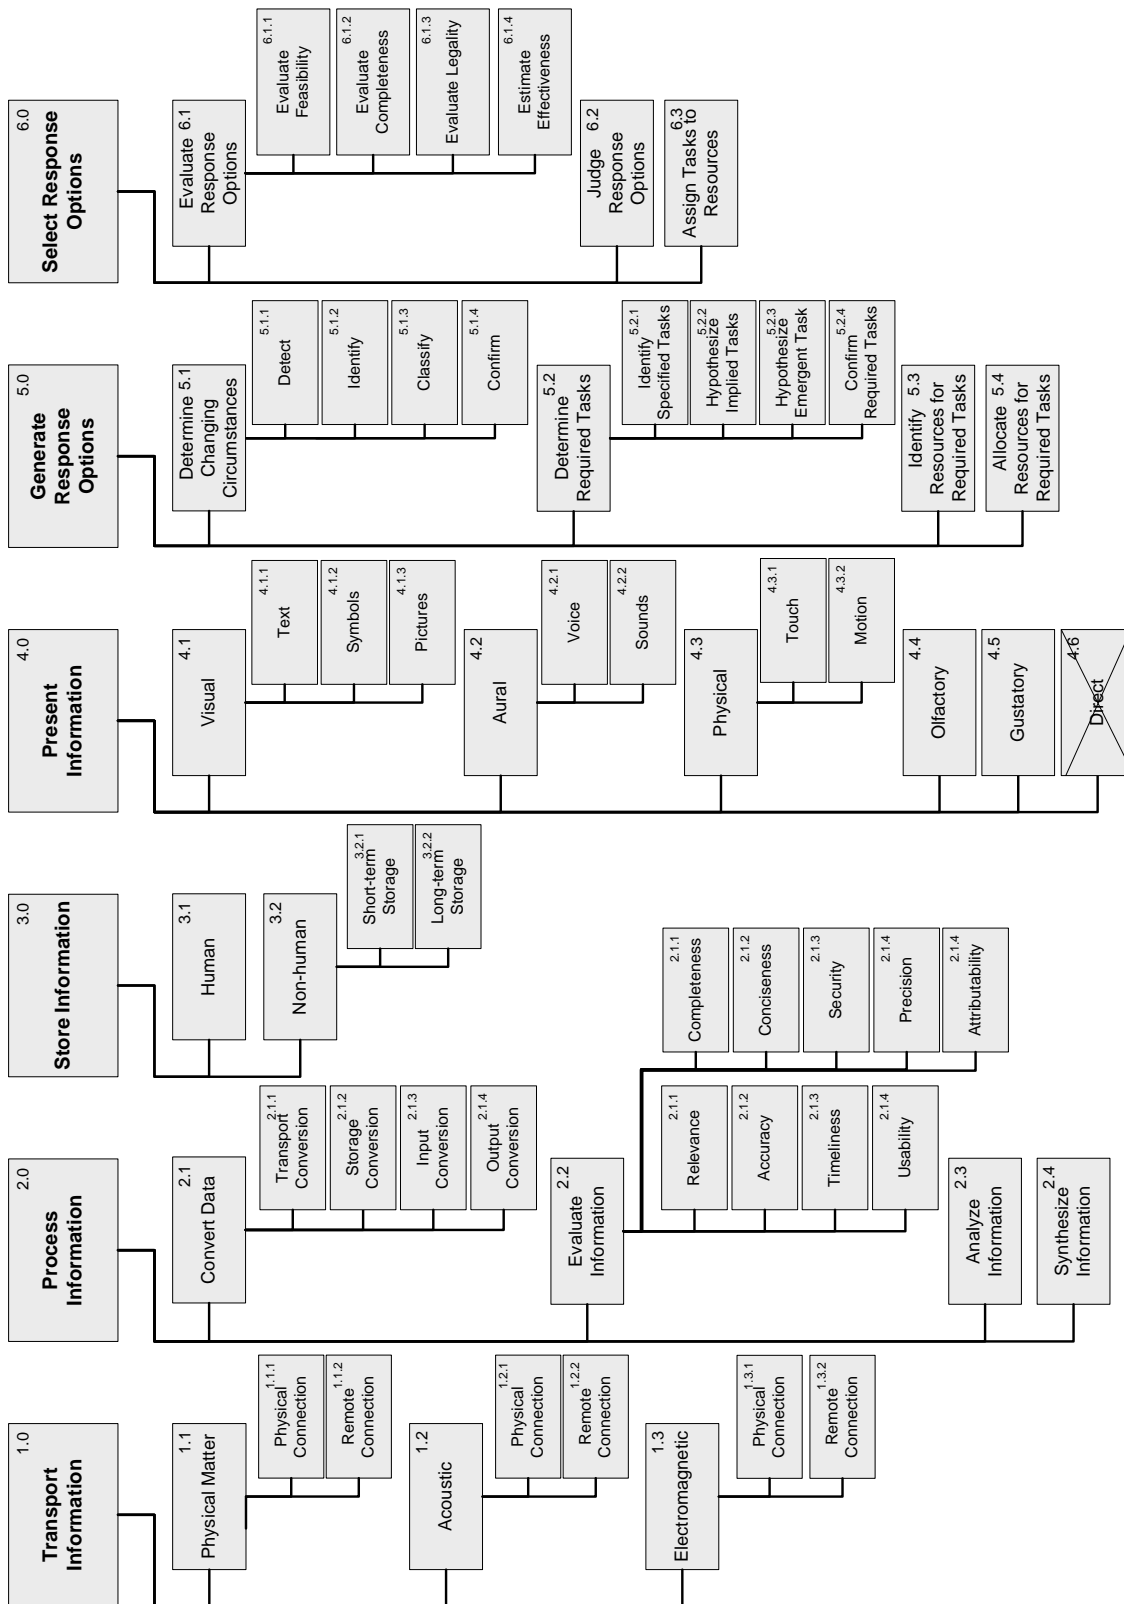 1.0
Transport
Information
1.1
Physical Matter
1.1.1
Physical
Connection
1.1.2
Remote
Connection
1.2
Acoustic
1.2.1
Physical
Connection
1.2.2
Remote
Connection
1.3
Electromagnetic
1.3.1
Physical
Connection
1.3.2
Remote
Connection
2.0
Process
Information
2.1
Convert Data
2.1.1
Transport
Conversion
2.1.2
Storage
Conversion
2.1.3
Input
Conversion
2.1.4
Output
Conversion
2.2
Evaluate
Information
2.1.1
Relevance
2.1.2
Accuracy
2.1.3
Timeliness
2.1.4
Usability
2.1.1
Completeness
2.1.2
Conciseness
2.1.3
Security
2.1.4
Precision
2.1.4
Attributability
2.3
Analyze
Information
2.4
Synthesize
Information
3.0
Store Information
3.1
Human
3.2
Non-human
3.2.1
Short-term
Storage
3.2.2
Long-term
Storage
4.0
Present
Information
4.1
Visual
4.1.1
Text
4.1.2
Symbols
4.1.3
Pictures
4.2
Aural
4.2.1
Voice
4.2.2
Sounds
4.3
Physical
4.3.1
Touch
4.3.2
Motion
4.4
Olfactory
4.5
Gustatory
4.6
Direct
5.0
Generate
Response
Options
Determine 5.1
Changing
Circumstances
5.1.1
Detect
5.1.2
Identify
5.1.3
Classify
5.1.4
Confirm
5.2
Determine
Required Tasks
5.2.1
Identify
Specified Tasks
5.2.2
Hypothesize
Implied Tasks
5.2.3
Hypothesize
Emergent Task
5.2.4
Confirm
Required Tasks
Identify 5.3
Resources for
Required Tasks
Allocate 5.4
Resources for
Required Tasks
6.0
Select Response
Options
Evaluate 6.1
Response
Options
6.1.1
Evaluate
Feasibility
6.1.2
Evaluate
Completeness
6.1.3
Evaluate Legality
6.1.4
Estimate
Effectiveness
Judge 6.2
Response
Options
6.3
Assign Tasks to
Resources